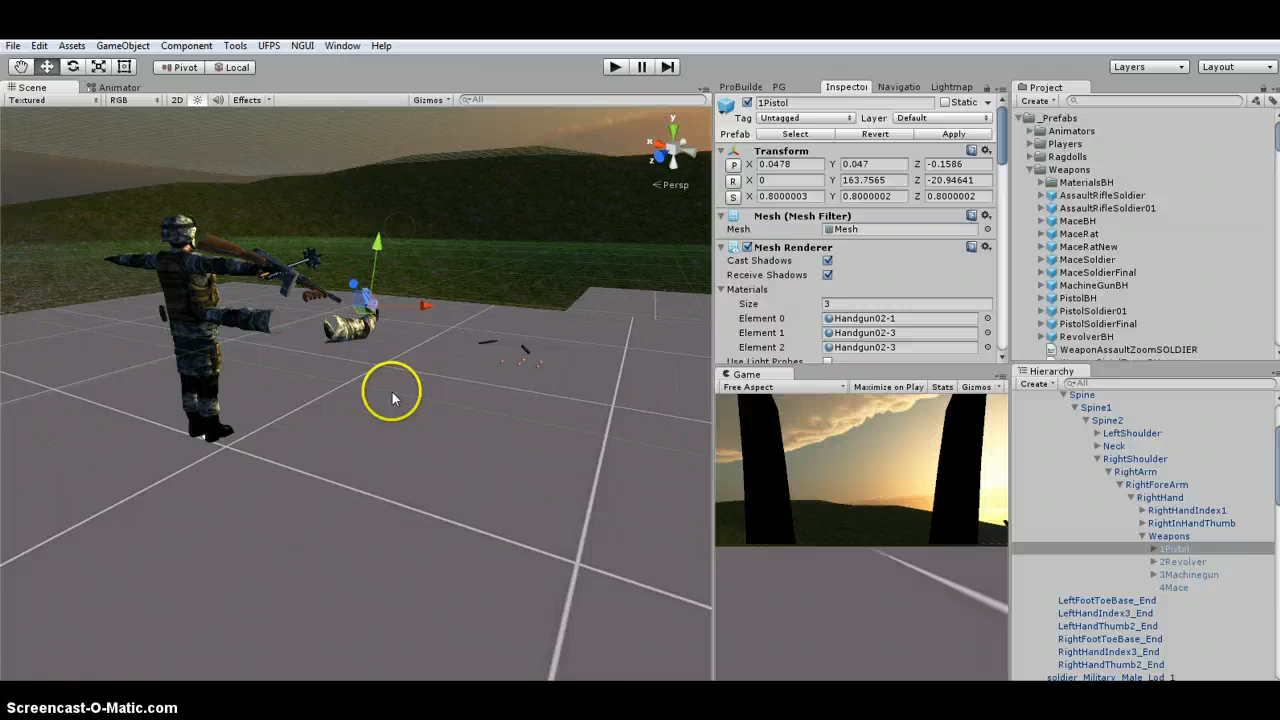 File Edit Assets GameObject Component Tools UFPS NGUI Window Help
Pivot Local Layers Layout
Scene Animator
Textured RGB 2D Effects Gizmos All
y
x
z
Persp
ProBuilde PG Inspector Navigatio Lightmap
1Pistol Static
Tag Untagged Layer Default
Prefab Select Revert Apply
Transform
P X 0.0478 Y 0.047 Z -0.1586
R X 0 Y 163.7565 Z -20.94641
S X 0.8000003 Y 0.8000002 Z 0.8000002
Mesh (Mesh Filter)
Mesh Mesh
Mesh Renderer
Cast Shadows
Receive Shadows
Materials
Size 3
Element 0 Handgun02-1
Element 1 Handgun02-3
Element 2 Handgun02-3
Use Light Probes
Game
Free Aspect Maximize on Play Stats Gizmos
Project
Create
_Prefabs
Animators
Players
Ragdolls
Weapons
MaterialsBH
AssaultRifleSoldier
AssaultRifleSoldier01
MaceBH
MaceRat
MaceRatNew
MaceSoldier
MaceSoldierFinal
MachineGunBH
PistolBH
PistolSoldier01
PistolSoldierFinal
RevolverBH
WeaponAssaultZoomSOLDIER
Hierarchy
Create All
Spine
Spine1
Spine2
LeftShoulder
Neck
RightShoulder
RightArm
RightForeArm
RightHand
RightHandIndex1
RightInHandThumb
Weapons
1Pistol
2Revolver
3Machinegun
4Mace
LeftFootToeBase_End
LeftHandIndex3_End
LeftHandThumb2_End
RightFootToeBase_End
RightHandIndex3_End
RightHandThumb2_End
soldier_Military_Male_Lod_1
Screencast-O-Matic.com